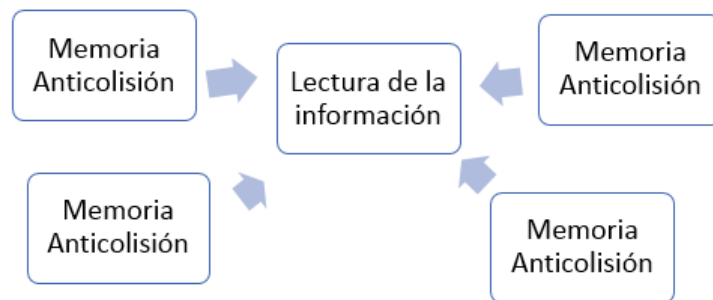 Memoria
Anticolisión
Lectura de la
información
Memoria
Anticolisión
Memoria
Anticolisión
Memoria
Anticolisión